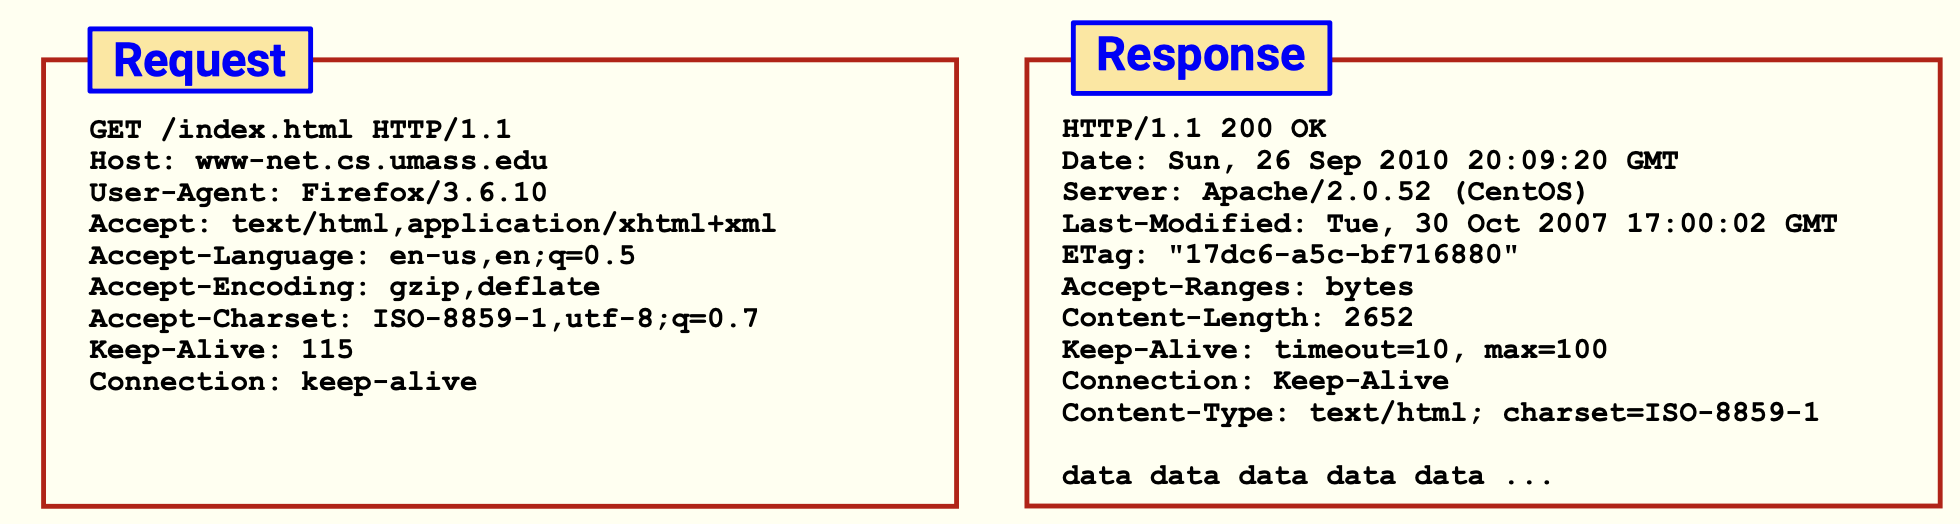 Request
GET /index.html HTTP/1.1
Host: www-net.cs.umass.edu
User-Agent: Firefox/3.6.10
Accept: text/html,application/xhtml+xml
Accept-Language: en-us,en;q=0.5
Accept-Encoding: gzip,deflate
Accept-Charset: ISO-8859-1,utf-8;q=0.7
Keep-Alive: 115
Connection: keep-alive
Response
HTTP/1.1 200 OK
Date: Sun, 26 Sep 2010 20:09:20 GMT
Server: Apache/2.0.52 (CentOS)
Last-Modified: Tue, 30 Oct 2007 17:00:02 GMT
ETag: "17dc6-a5c-bf716880"
Accept-Ranges: bytes
Content-Length: 2652
Keep-Alive: timeout=10, max=100
Connection: Keep-Alive
Content-Type: text/html; charset=ISO-8859-1
data data data data data ...